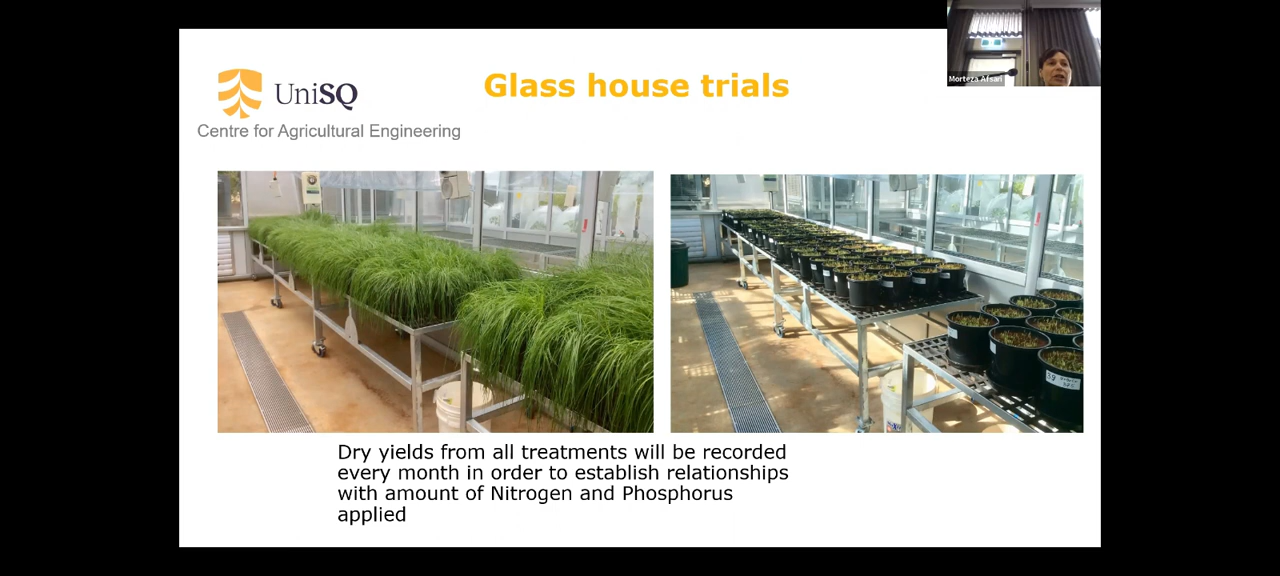 Morteza Afsari
Glass house trials
UniSQ
Centre for Agricultural Engineering
Dry yields from all treatments will be recorded
every month in order to establish relationships
with amount of Nitrogen and Phosphorus
applied